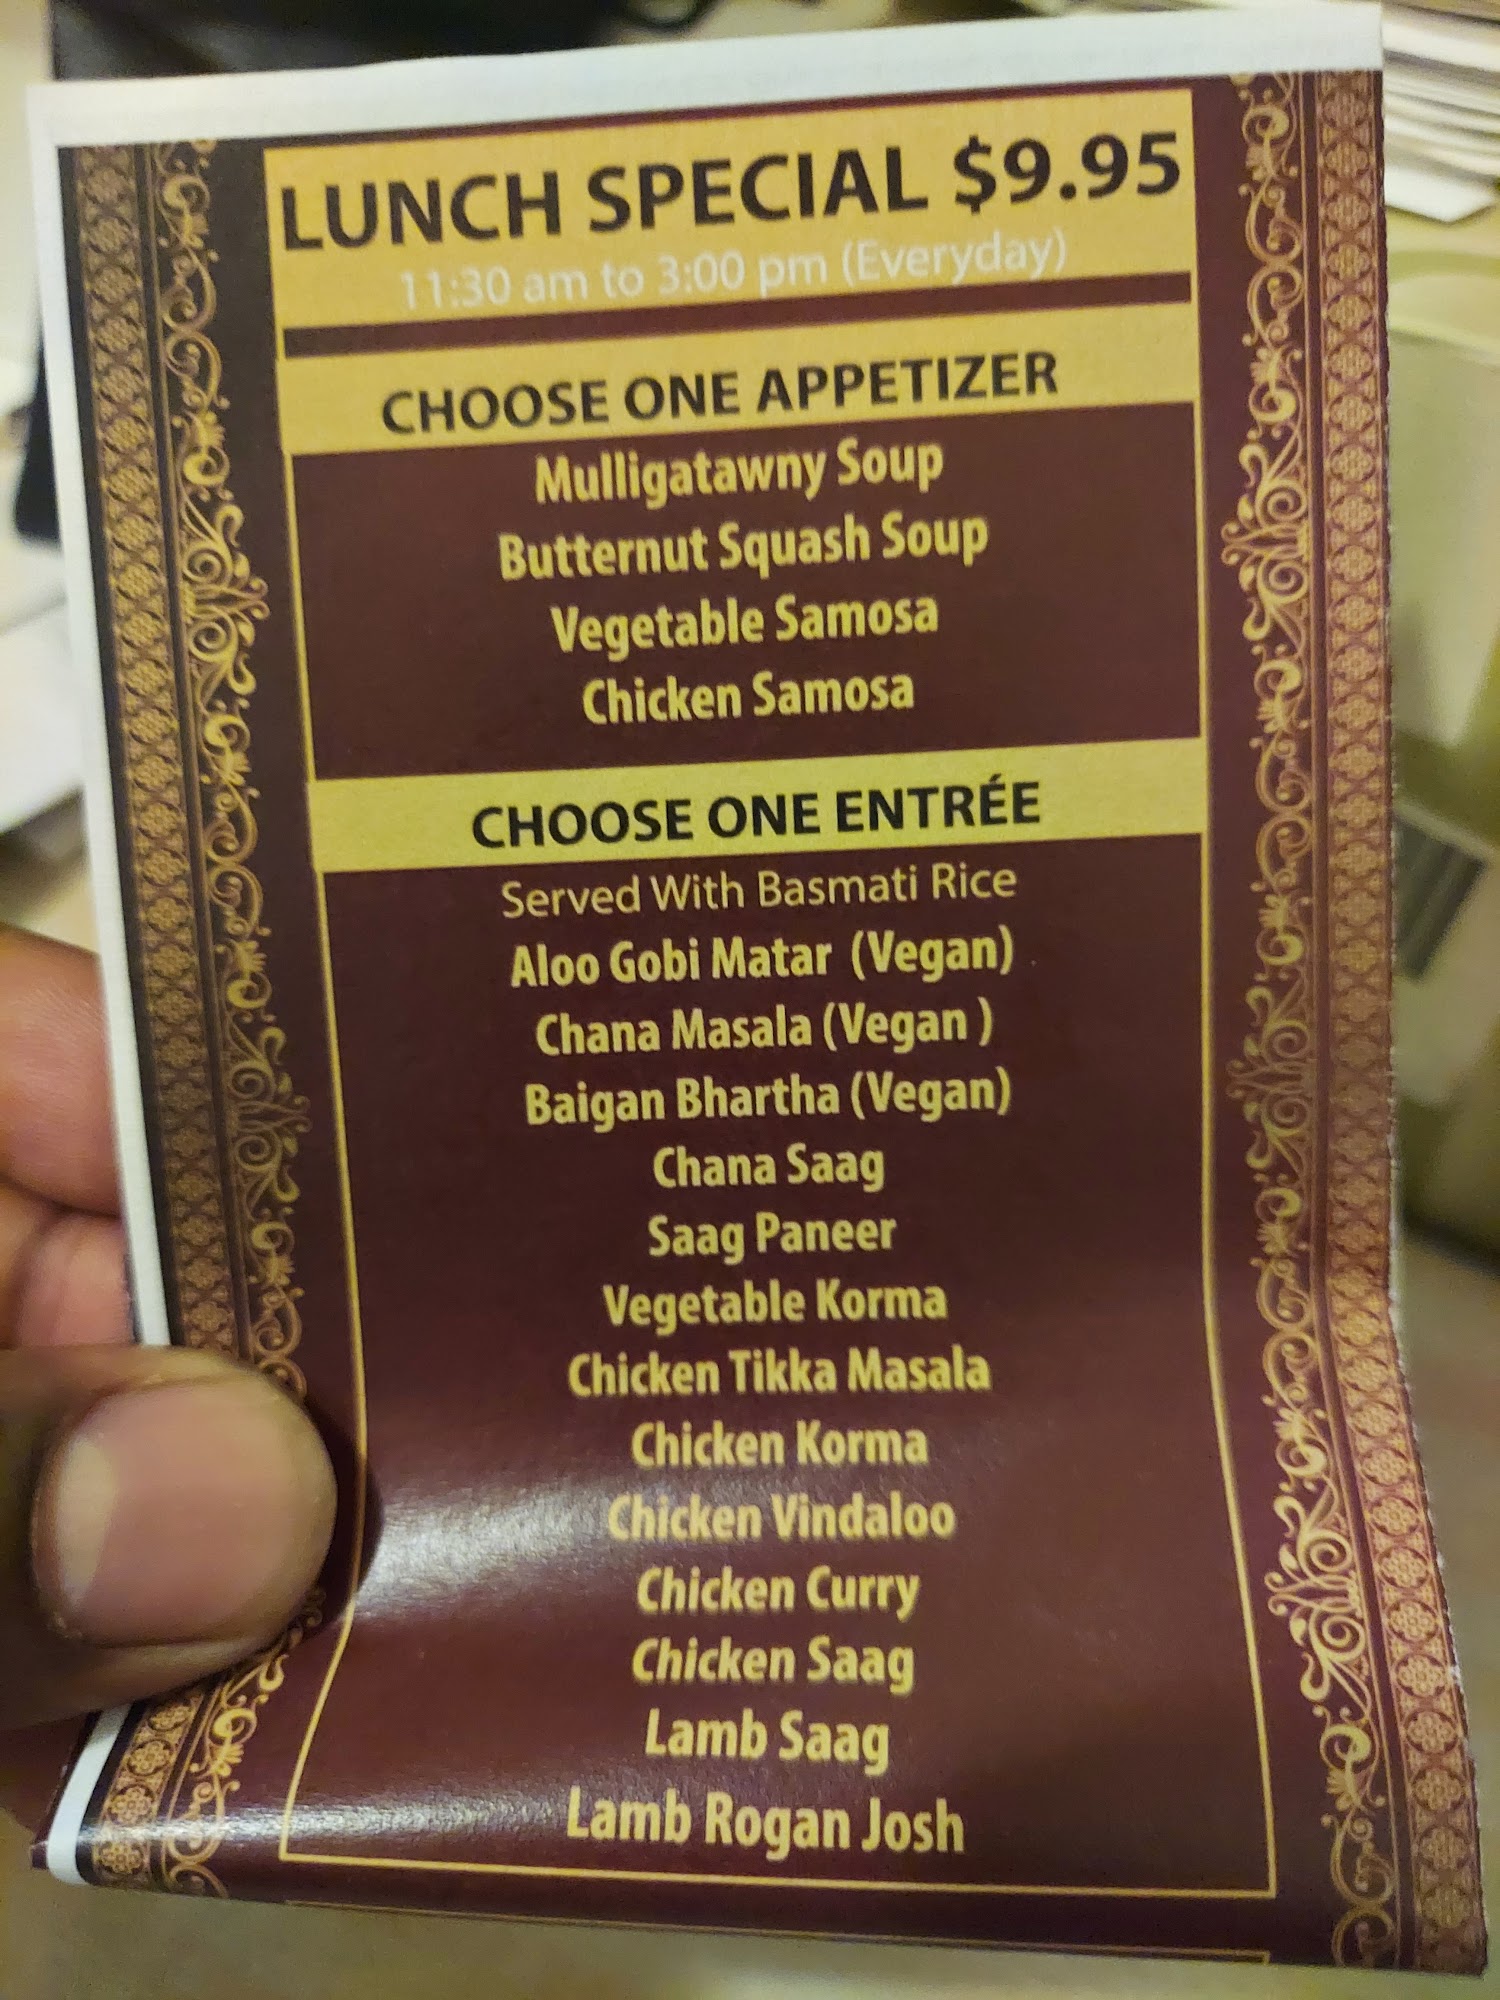 LUNCH SPECIAL $9.95
11:30 am to 3:00 pm (Everyday)
CHOOSE ONE APPETIZER
Mulligatawny Soup
Butternut Squash Soup
Vegetable Samosa
Chicken Samosa
CHOOSE ONE ENTRÉE
Served With Basmati Rice
Aloo Gobi Matar (Vegan)
Chana Masala (Vegan )
Baigan Bhartha (Vegan)
Chana Saag
Saag Paneer
Vegetable Korma
Chicken Tikka Masala
Chicken Korma
Chicken Vindaloo
Chicken Curry
Chicken Saag
Lamb Saag
Lamb Rogan Josh